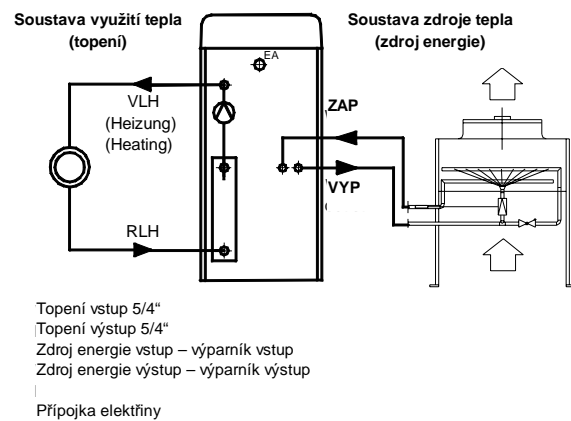 Soustava využití tepla
(topení)
Soustava zdroje tepla
(zdroj energie)
EA
VLH
(Heizung)
(Heating)
ZAP
VYP
RLH
Topení vstup 5/4“
Topení výstup 5/4“
Zdroj energie vstup – výparník vstup
Zdroj energie výstup – výparník výstup
Přípojka elektřiny